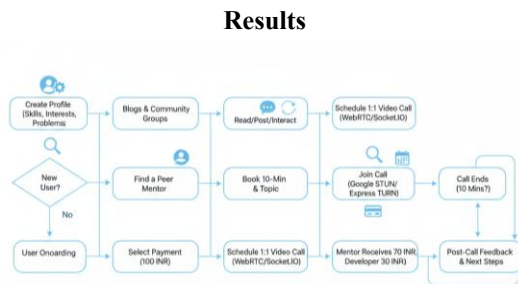 Results
Create Profile
(Skills, Interests,
Problems)
Blogs & Community
Groups
Read/Post/Interact
Schedule 1:1 Video Call
(WebRTC/Socket.IO)
New
User?
Find a Peer
Mentor
Book 10-Min
& Topic
Join Call
(Google STUN/
Express TURN)
Call Ends
(10 Mins?)
No
User Onoarding
Select Payment
(100 INR)
Schedule 1:1 Video Call
(WebRTC/Socket.IO)
Mentor Receives 70 INR,
Developer 30 INR)
Post-Call Feedback
& Next Steps